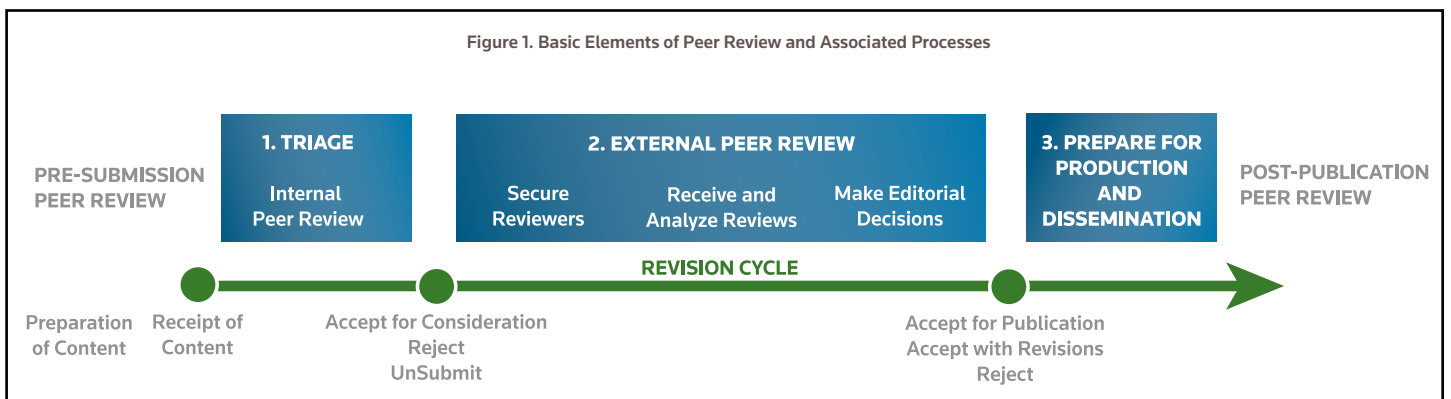 Figure 1. Basic Elements of Peer Review and Associated Processes
PRE-SUBMISSION
PEER REVIEW
1. TRIAGE
Internal
Peer Review
2. EXTERNAL PEER REVIEW
Secure
Reviewers
Receive and
Analyze Reviews
Make Editorial
Decisions
3. PREPARE FOR
PRODUCTION
AND
DISSEMINATION
POST-PUBLICATION
PEER REVIEW
REVISION CYCLE
Preparation
of Content
Receipt of
Content
Accept for Consideration
Reject
UnSubmit
Accept for Publication
Accept with Revisions
Reject